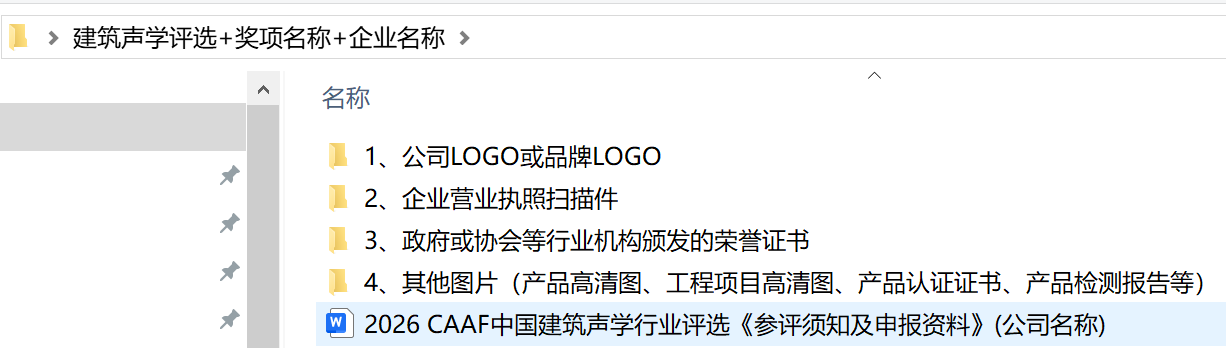 建筑声学评选+奖项名称+企业名称
名称
1、公司LOGO或品牌LOGO
2、企业营业执照扫描件
3、政府或协会等行业机构颁发的荣誉证书
4、其他图片（产品高清图、工程项目高清图、产品认证证书、产品检测报告等）
2026 CAAF中国建筑声学行业评选《参评须知及申报资料》(公司名称)